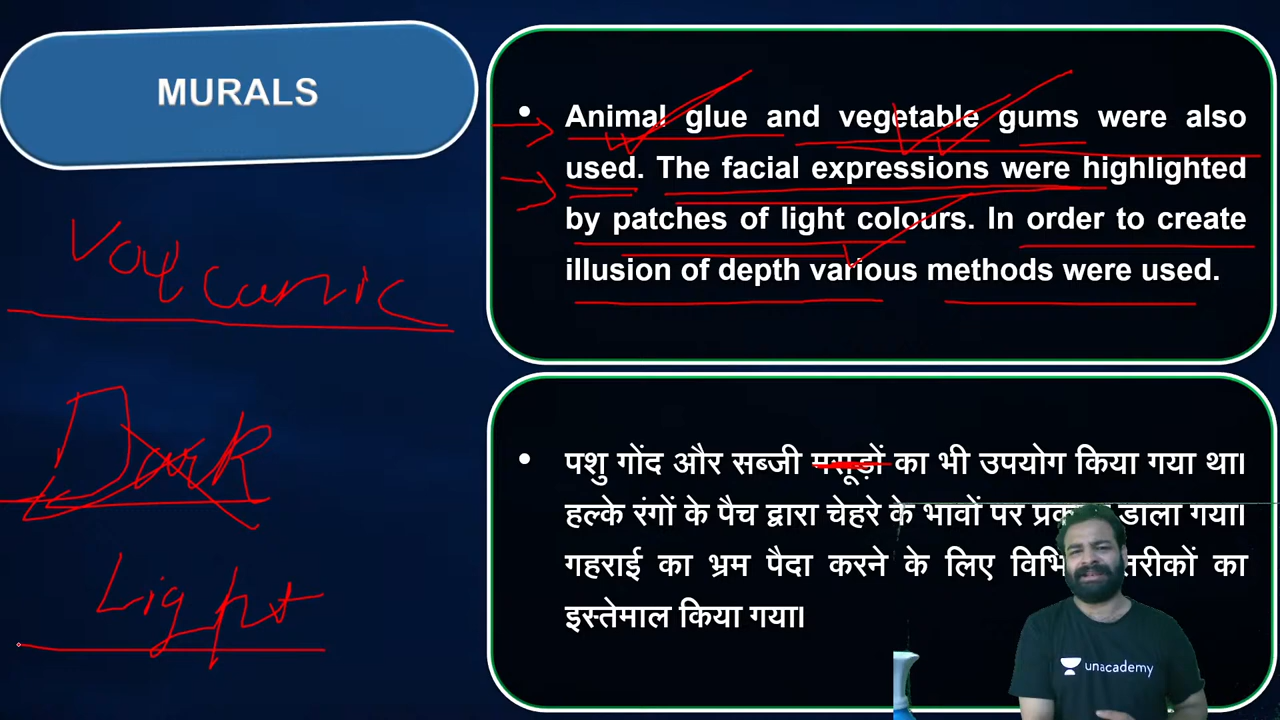 MURALS
• Animal glue and vegetable gums were also
used. The facial expressions were highlighted
by patches of light colours. In order to create
illusion of depth various methods were used.
Volcanic
Dark
Light
• पशु गोंद और सब्जी मसूड़ों का भी उपयोग किया गया था।
हल्के रंगों के पैच द्वारा चेहरे के भावों पर डाला गया।
गहराई का भ्रम पैदा करने के लिए का
इस्तेमाल किया गया।
unacademy